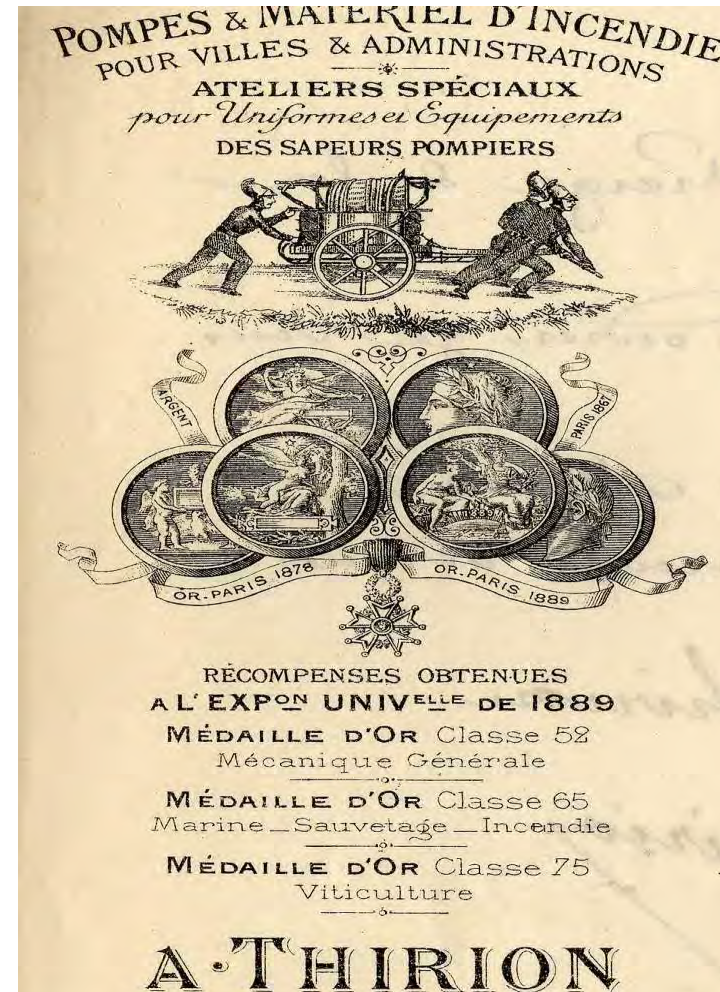 POMPES & MATÉRIEL D'INCENDIE
POUR VILLES & ADMINISTRATIONS
ATELIERS SPÉCIAUX
pour Uniformes et Equipements
DES SAPEURS POMPIERS
ARGENT
PARIS 1867
OR-PARIS 1878
OR-PARIS 1889
RÉCOMPENSES OBTENUES
A L'EXPON UNIVELLE DE 1889
MÉDAILLE D'OR Classe 52
Mécanique Générale
MÉDAILLE D'OR Classe 65
Marine _ Sauvetage _ Incendie
MÉDAILLE D'OR Classe 75
Viticulture
A. THIRION